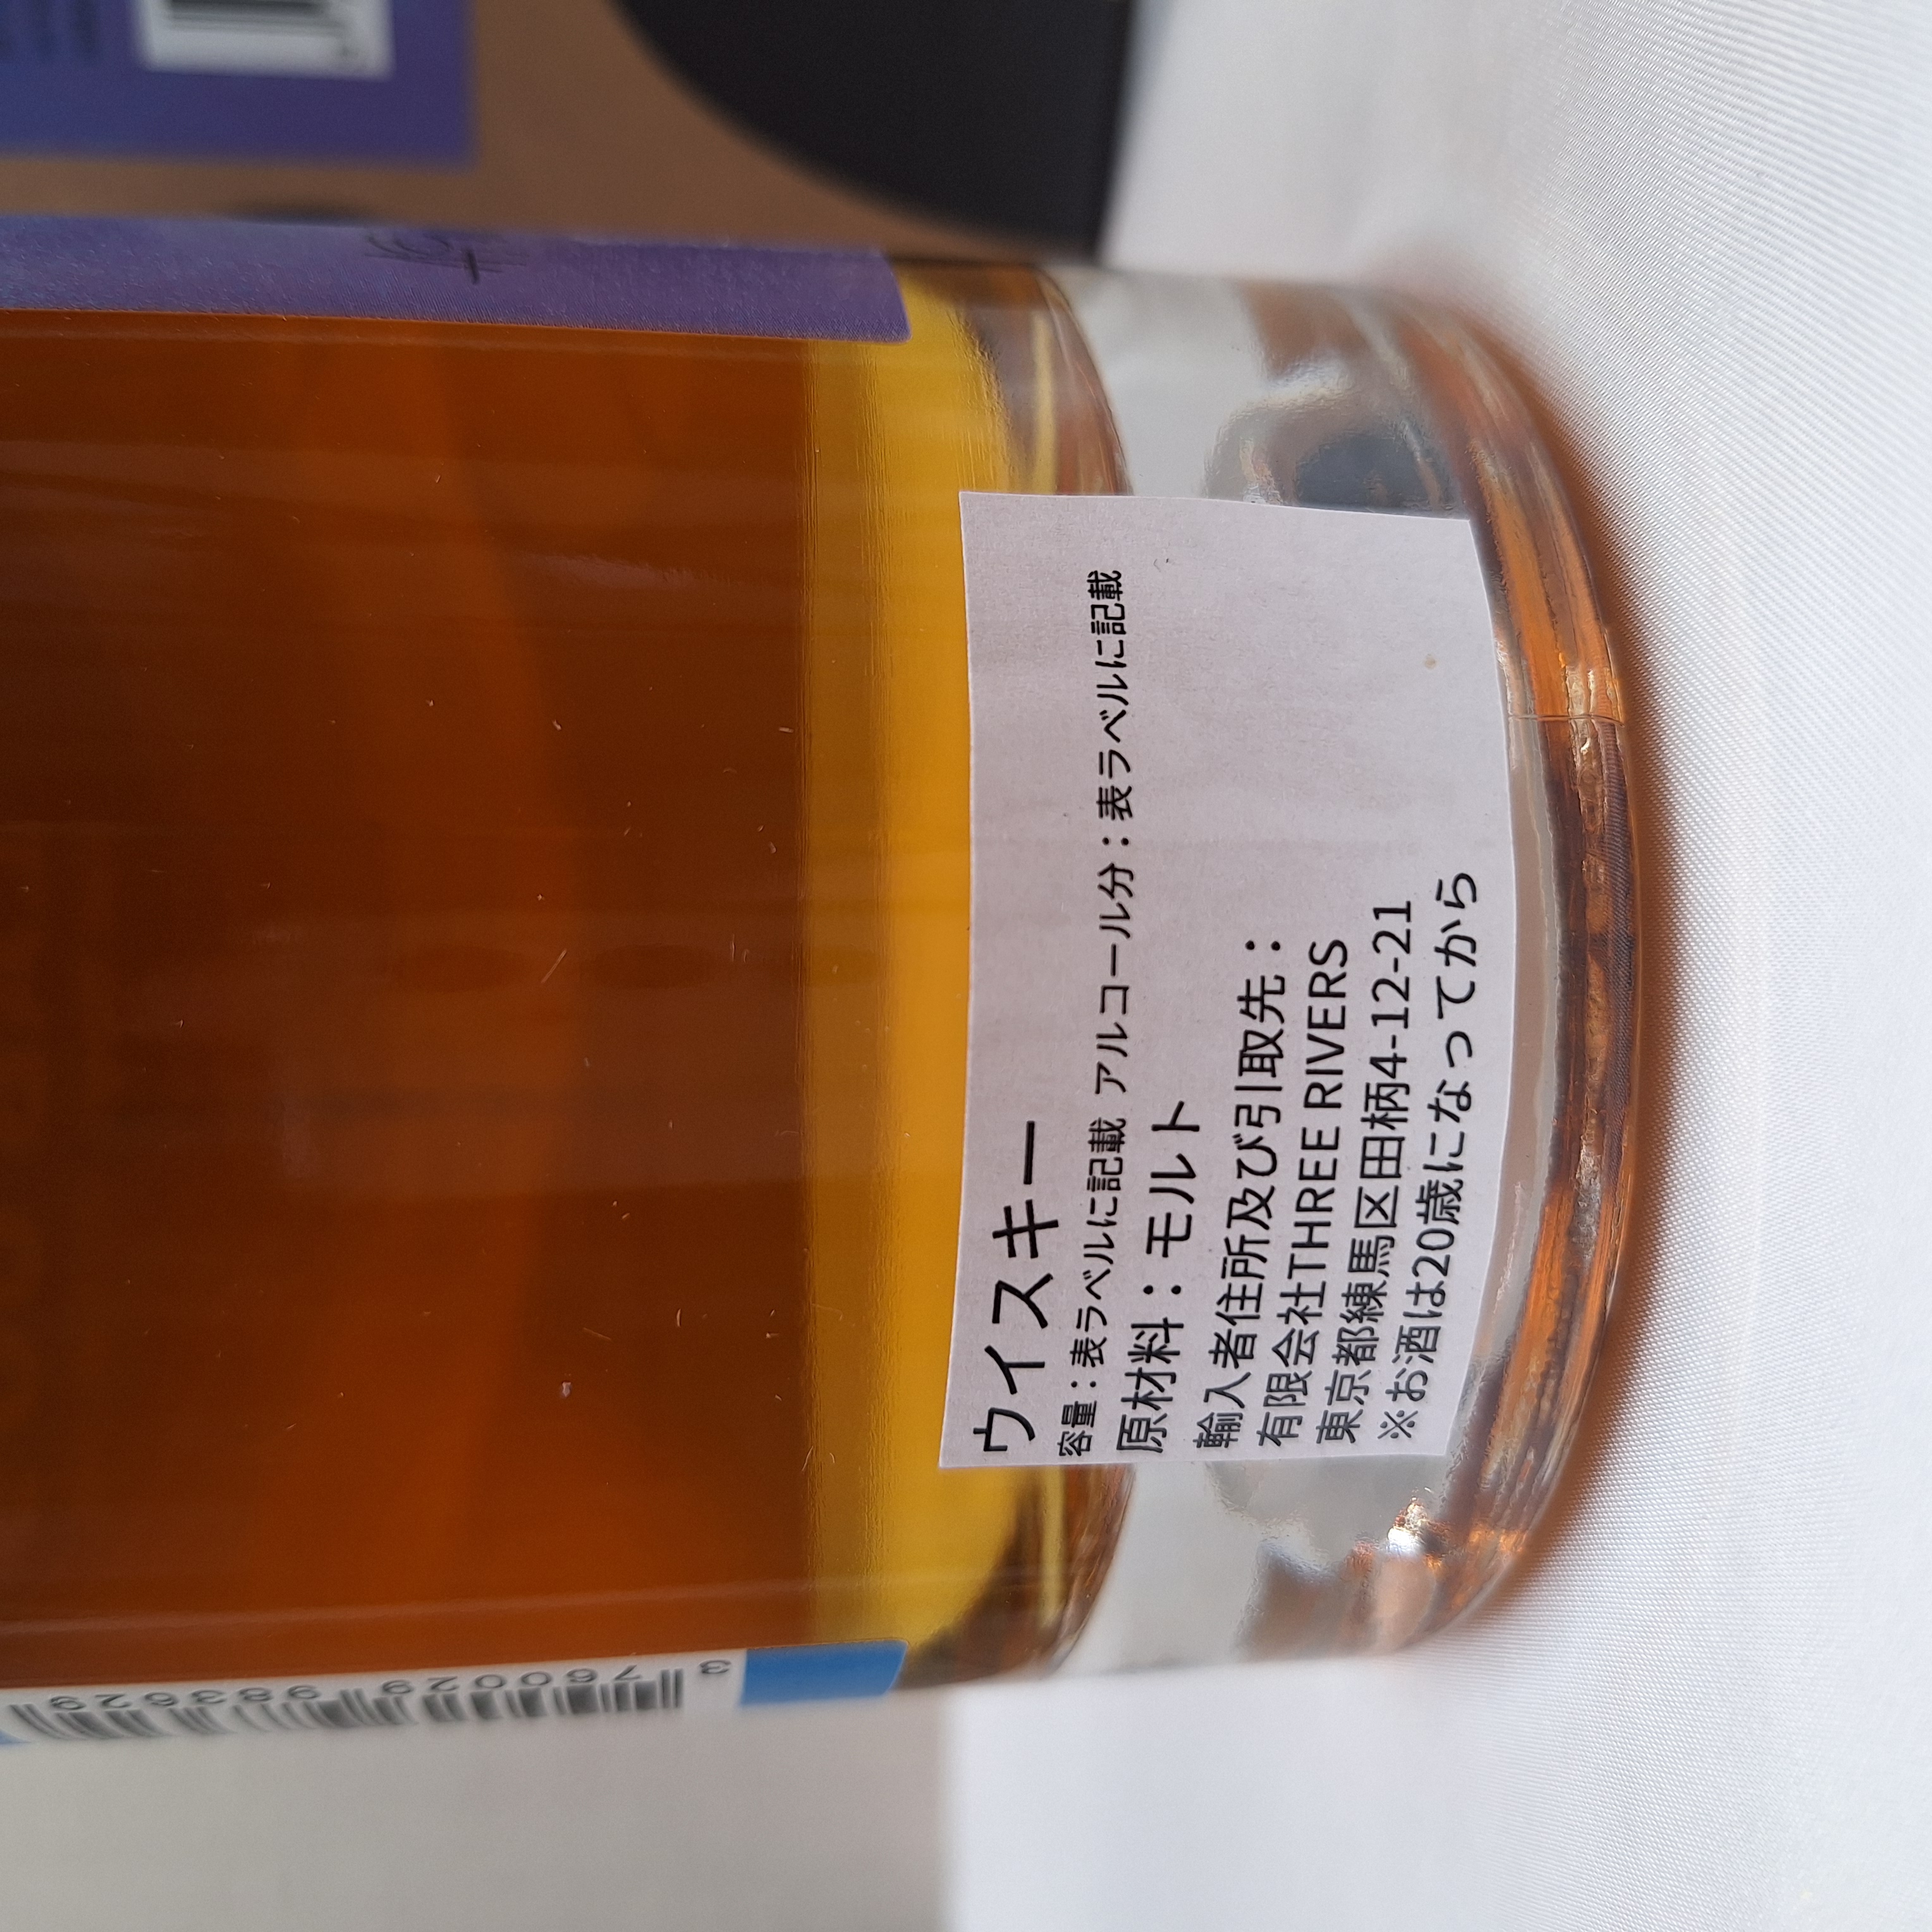 ウイスキー
容量：表ラベルに記載 アルコール分：表ラベルに記載
原材料：モルト
輸入者住所及び引取先：
有限会社THREE RIVERS
東京都練馬区田柄4-12-21
※お酒は20歳になってから
3 760029 983629